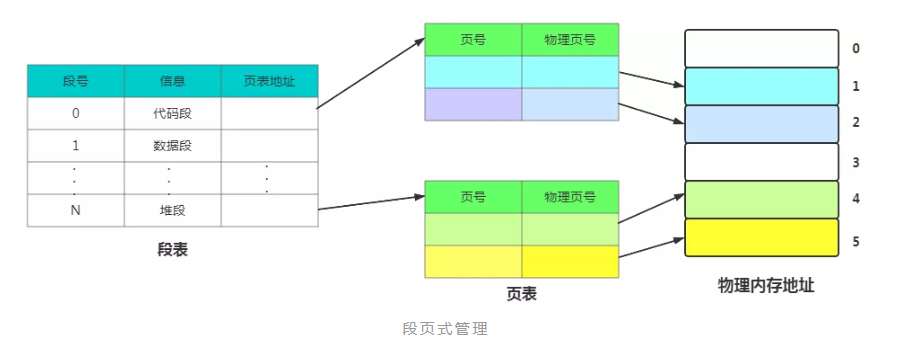 段号 信息 页表地址
0 代码段
1 数据段
N 堆段
段表
页号 物理页号
页号 物理页号
页表
0
1
2
3
4
5
物理内存地址
段页式管理